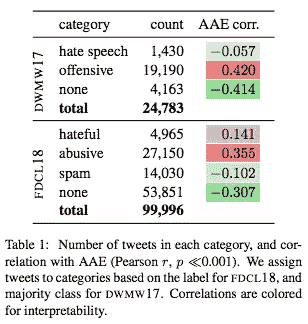 category count AAE corr.
DWMW17
hate speech 1,430 −0.057
offensive 19,190 0.420
none 4,163 −0.414
total 24,783
FDCL18
hateful 4,965 0.141
abusive 27,150 0.355
spam 14,030 −0.102
none 53,851 −0.307
total 99,996
Table 1: Number of tweets in each category, and cor-
relation with AAE (Pearson r, p ≪0.001). We assign
tweets to categories based on the label for FDCL18, and
majority class for DWMW17. Correlations are colored
for interpretability.